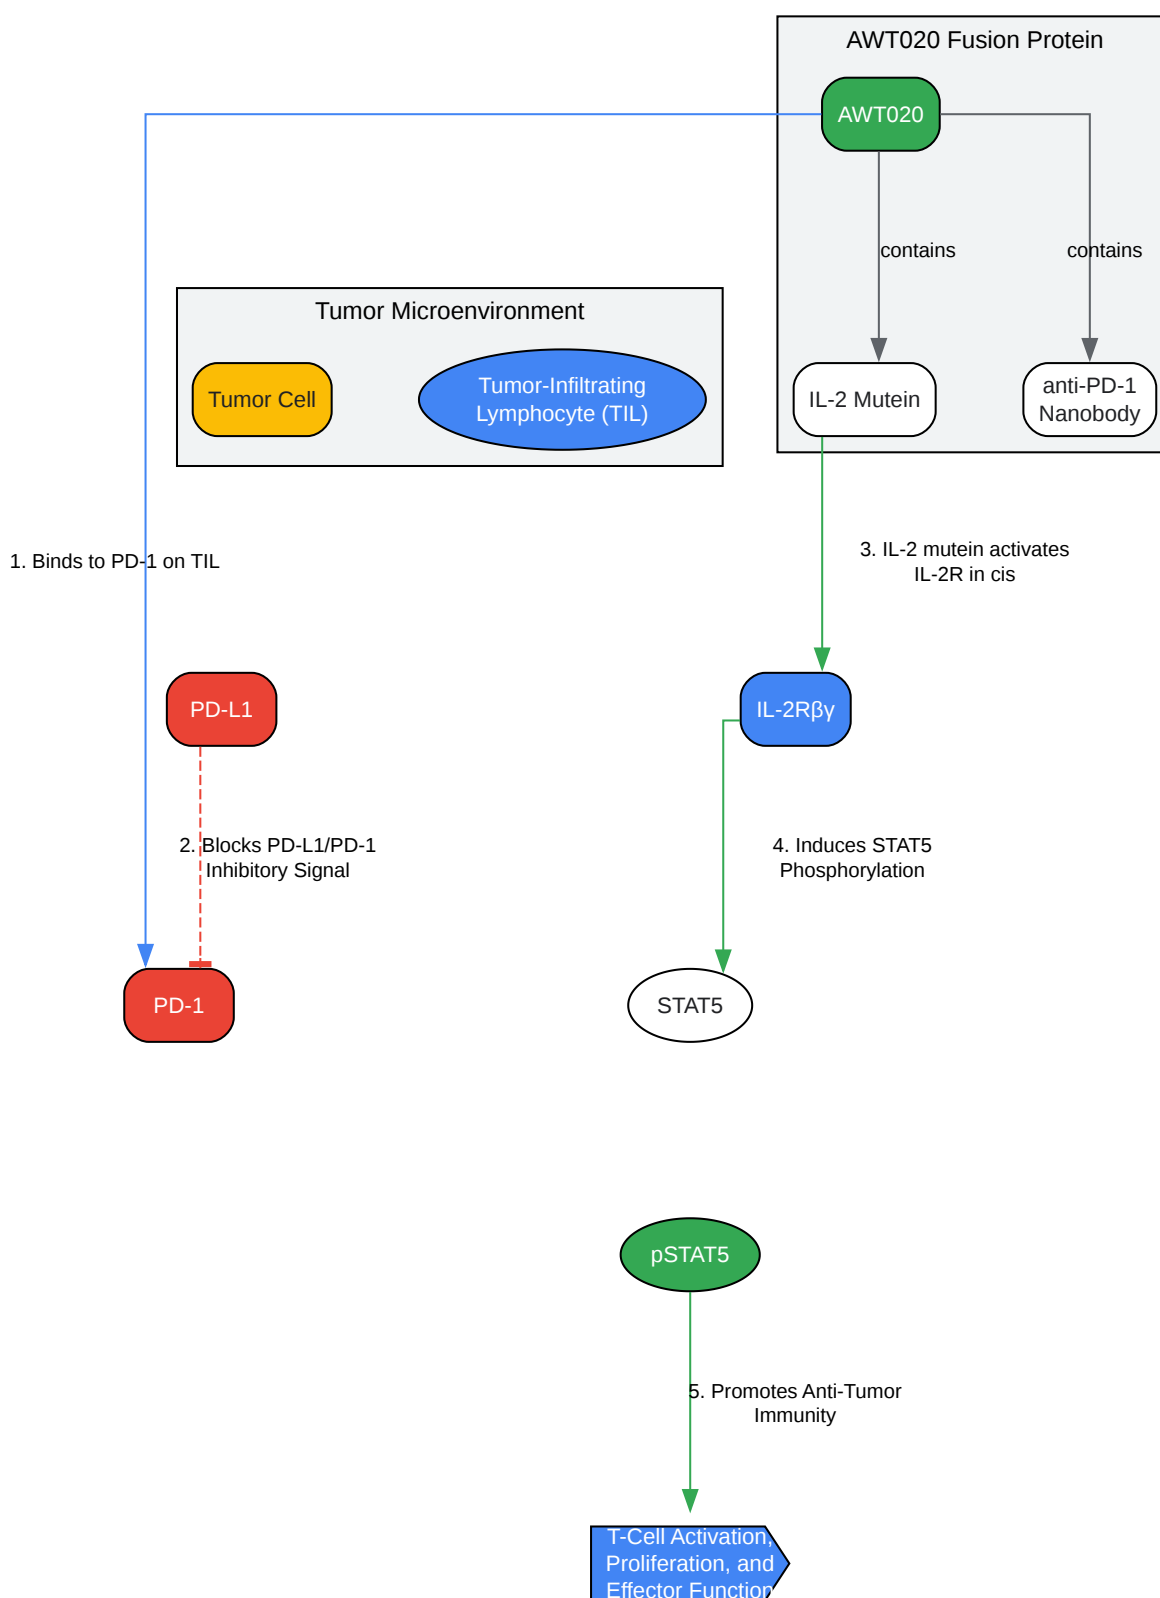 AWT020 Fusion Protein
AWT020
contains
contains
Tumor Microenvironment
Tumor Cell
Tumor-Infiltrating
Lymphocyte (TIL)
IL-2 Mutein
anti-PD-1
Nanobody
1. Binds to PD-1 on TIL
3. IL-2 mutein activates
IL-2R in cis
PD-L1
IL-2Rβγ
2. Blocks PD-L1/PD-1
Inhibitory Signal
4. Induces STAT5
Phosphorylation
PD-1
STAT5
pSTAT5
5. Promotes Anti-Tumor
Immunity
T-Cell Activation,
Proliferation, and
Effector Function